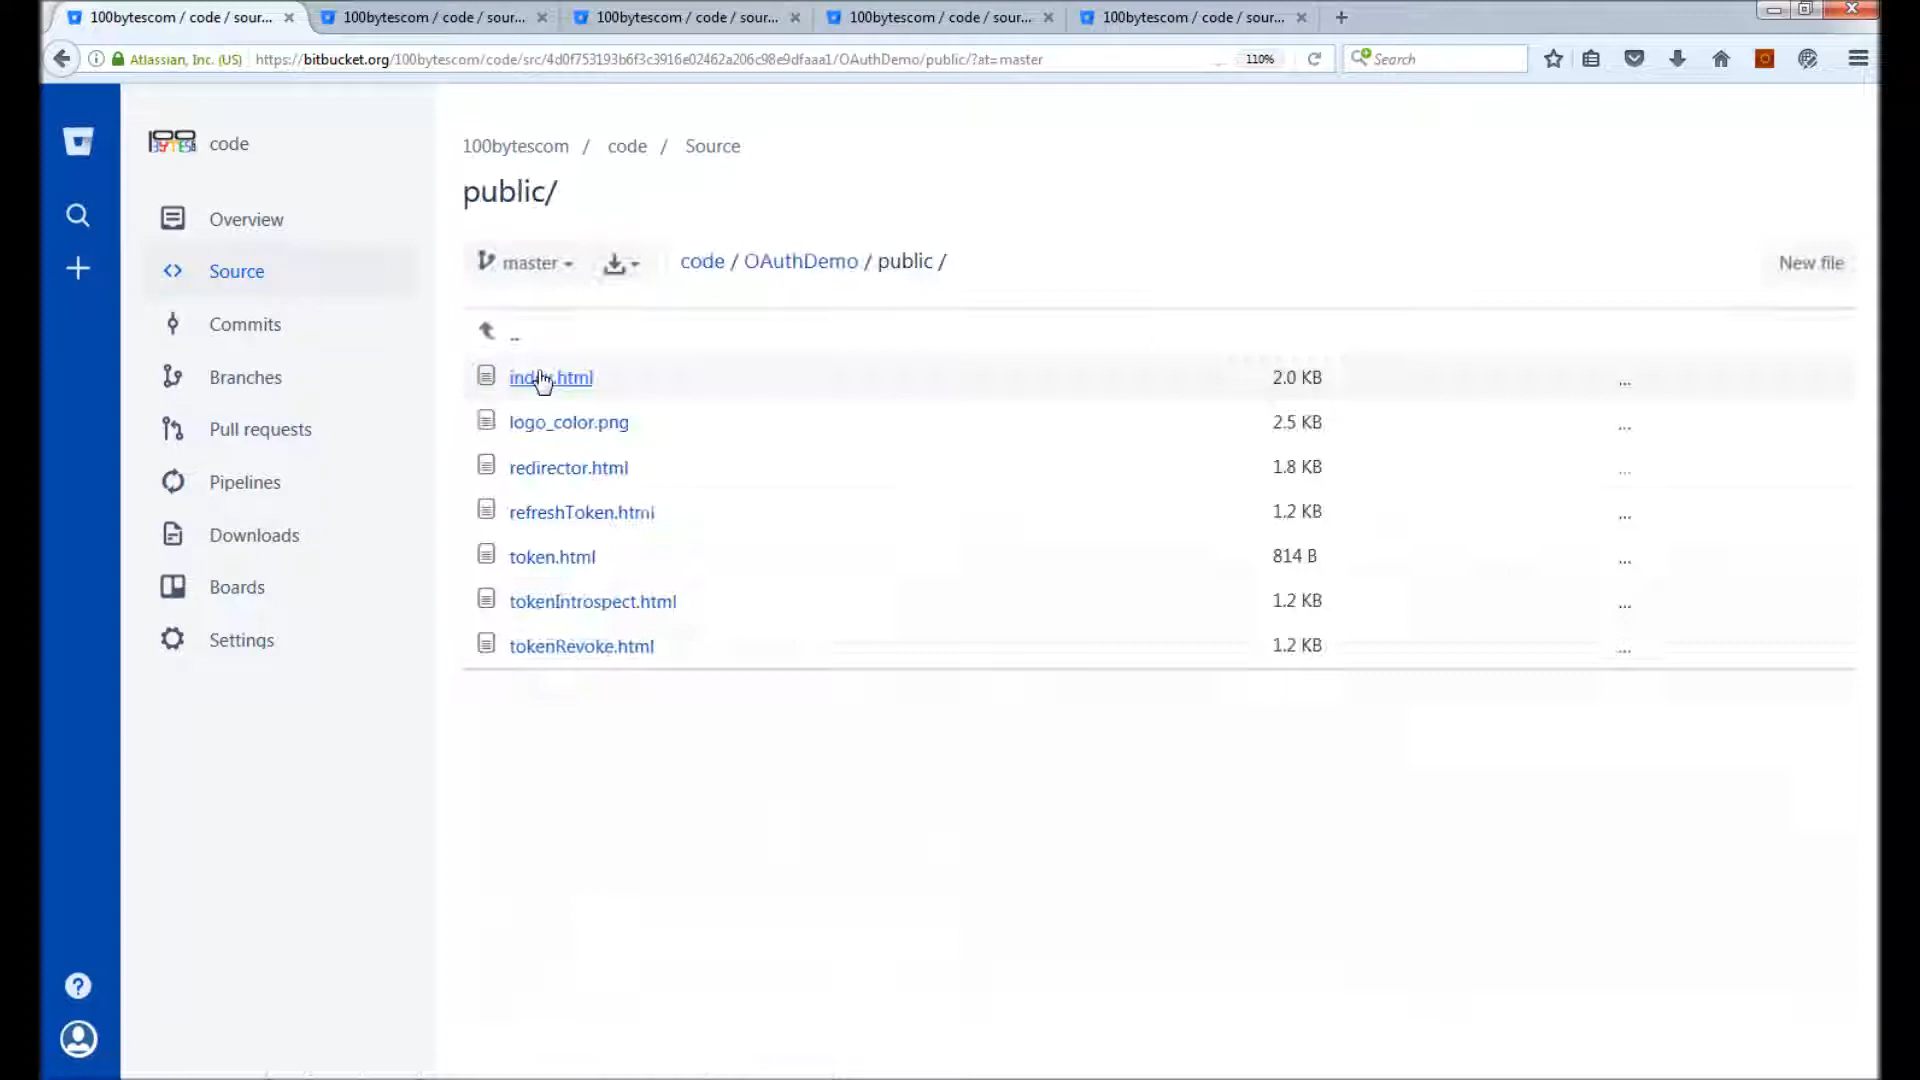 100bytescom / code / sour...
100bytescom / code / sour...
100bytescom / code / sour...
100bytescom / code / sour...
100bytescom / code / sour...
Atlassian, Inc. (US)
https://bitbucket.org/100bytescom/code/src/4d0f753193b6f3c3916e02462a206c98e9dfaaa1/OAuthDemo/public/?at=master
110%
Search
100 BYTES
code
Overview
Source
Commits
Branches
Pull requests
Pipelines
Downloads
Boards
Settings
100bytescom / code / Source
public/
master
code / OAuthDemo / public /
New file
..
index.html 2.0 KB ...
logo_color.png 2.5 KB ...
redirector.html 1.8 KB ...
refreshToken.html 1.2 KB ...
token.html 814 B ...
tokenIntrospect.html 1.2 KB ...
tokenRevoke.html 1.2 KB ...